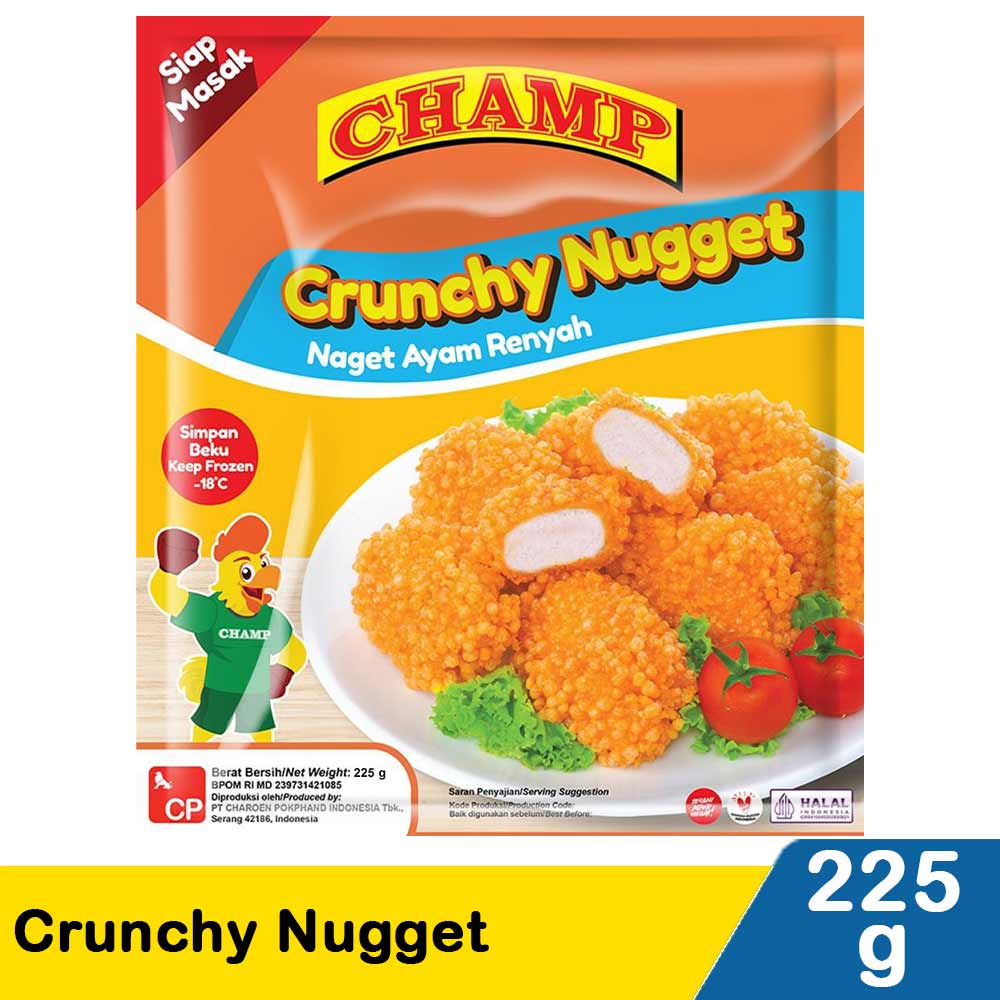 Siap
Masak
CHAMP
Crunchy Nugget
Naget Ayam Renyah
Simpan
Beku
Keep Frozen
-18°C
CHAMP
Berat Bersih/Net Weight: 225 g
BPOM RI MD 239731421085
Diproduksi oleh/Produced by:
PT CHAROEN POKPHAND INDONESIA Tbk.,
Serang 42186, Indonesia
CP
Saran Penyajian/Serving Suggestion
Kode Produksi/Production Code:
Baik digunakan sebelum/Best Before:
HALAL
INDONESIA
Crunchy Nugget
225
g